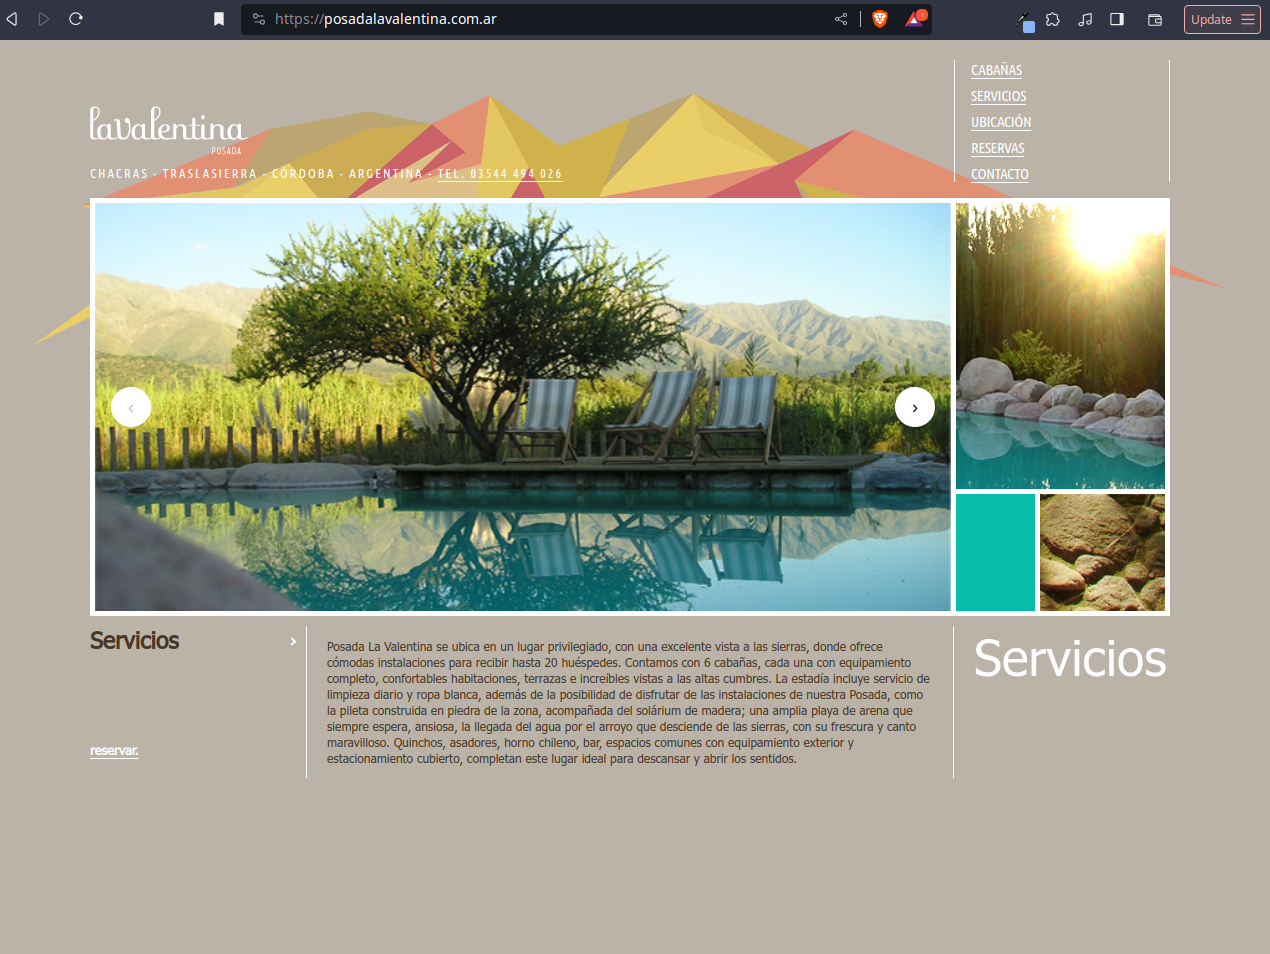 https://posadalavalentina.com.ar
Update
CABAÑAS
SERVICIOS
UBICACIÓN
RESERVAS
CONTACTO
lavalentina
POSADA
CHACRAS - TRASLASIERRA - CÓRDOBA - ARGENTINA - TEL. 03544 494 026
‹
›
Servicios ›
reservar.
Posada La Valentina se ubica en un lugar privilegiado, con una excelente vista a las sierras, donde ofrece
cómodas instalaciones para recibir hasta 20 huéspedes. Contamos con 6 cabañas, cada una con equipamiento
completo, confortables habitaciones, terrazas e increíbles vistas a las altas cumbres. La estadía incluye servicio de
limpieza diario y ropa blanca, además de la posibilidad de disfrutar de las instalaciones de nuestra Posada, como
la pileta construida en piedra de la zona, acompañada del solárium de madera; una amplia playa de arena que
siempre espera, ansiosa, la llegada del agua por el arroyo que desciende de las sierras, con su frescura y canto
maravilloso. Quinchos, asadores, horno chileno, bar, espacios comunes con equipamiento exterior y
estacionamiento cubierto, completan este lugar ideal para descansar y abrir los sentidos.
Servicios